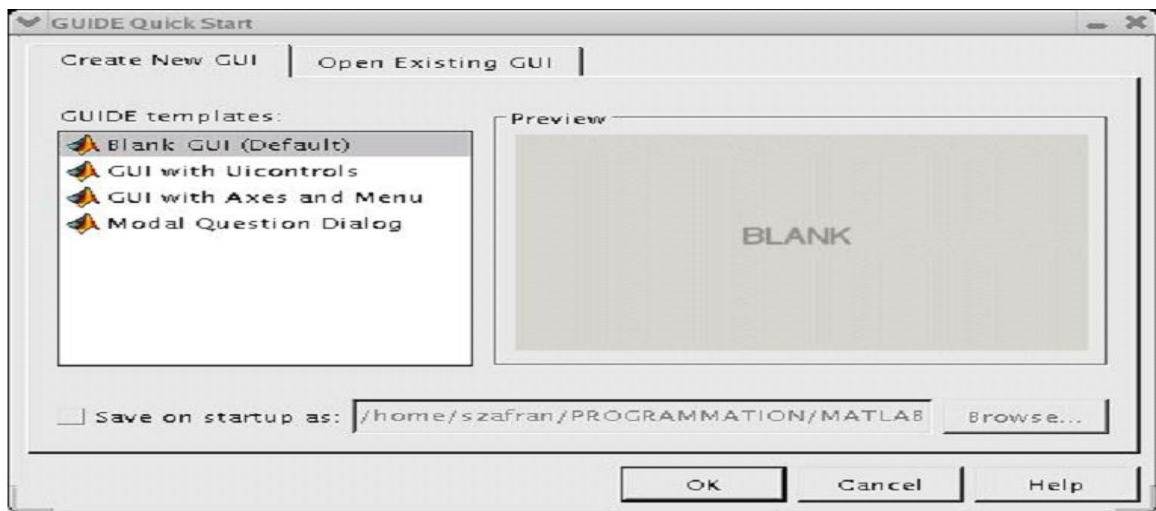 GUIDE Quick Start
Create New GUI
Open Existing GUI
GUIDE templates:
Blank GUI (Default)
GUI with Uicontrols
GUI with Axes and Menu
Modal Question Dialog
Preview
BLANK
Save on startup as:
/home/szafran/PROGRAMMATION/MATLAB
Browse...
OK
Cancel
Help